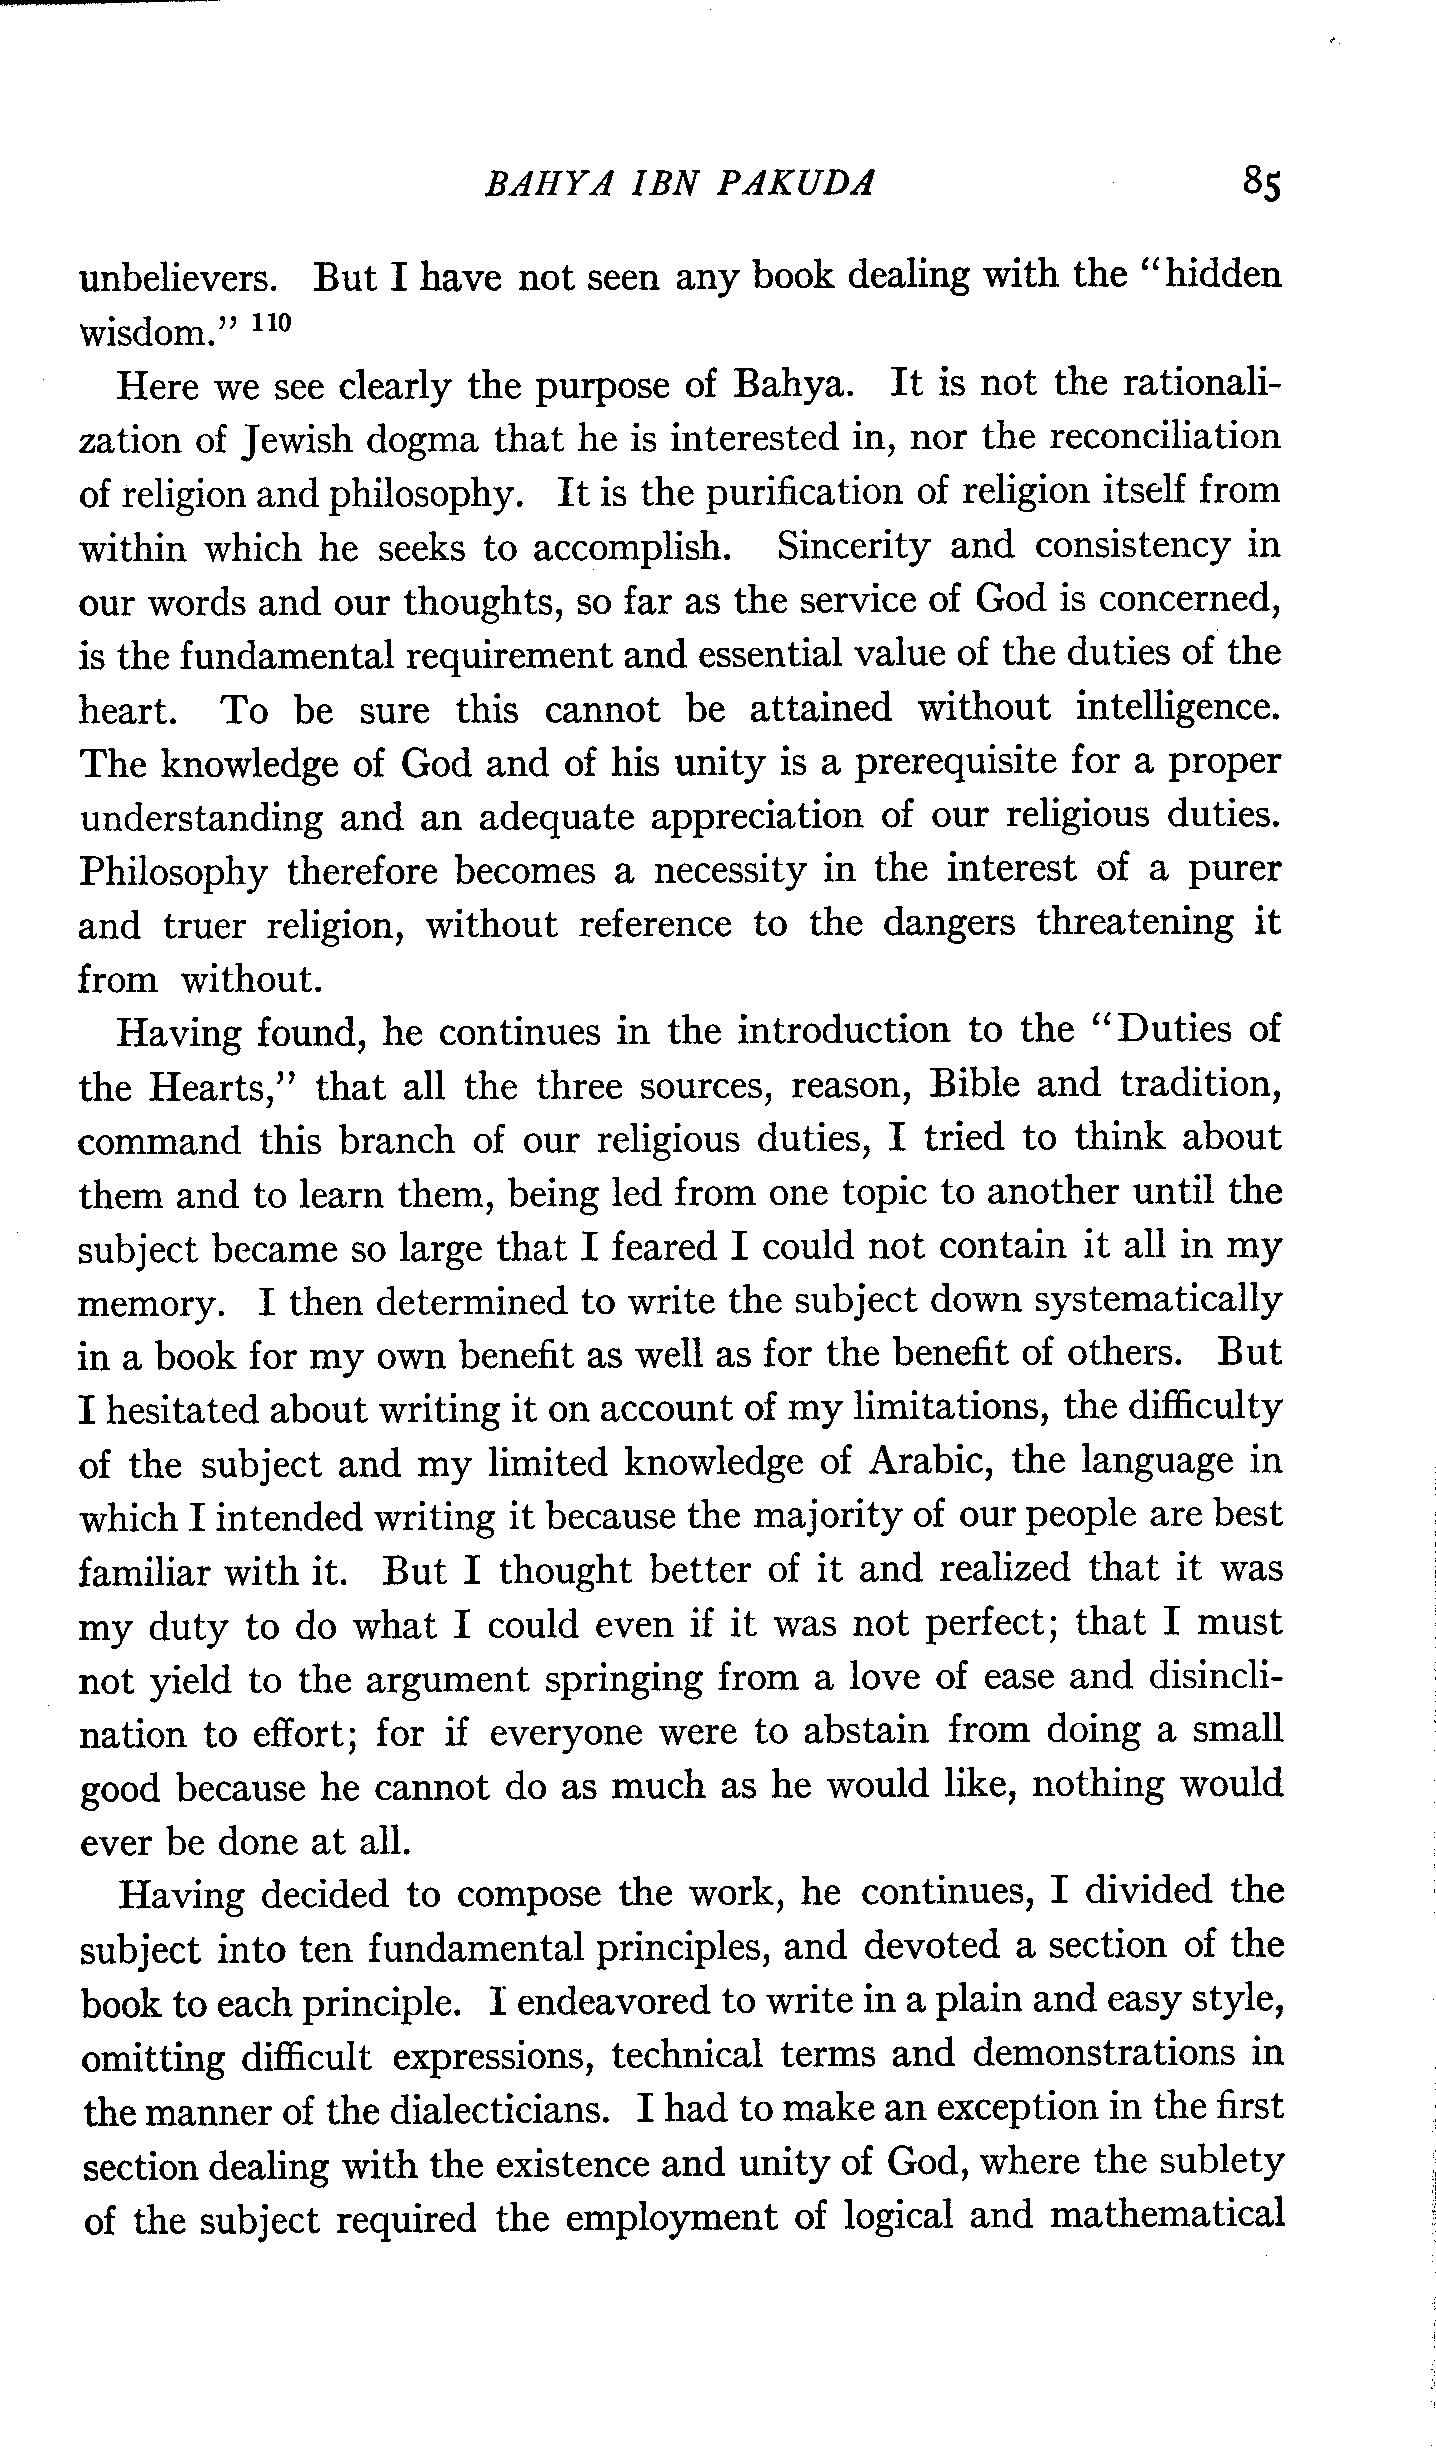 BAHYA IBN PAKUDA 85
unbelievers. But I have not seen any book dealing with the "hidden
wisdom." 110
Here we see clearly the purpose of Bahya. It is not the rationali-
zation of Jewish dogma that he is interested in, nor the reconciliation
of religion and philosophy. It is the purification of religion itself from
within which he seeks to accomplish. Sincerity and consistency in
our words and our thoughts, so far as the service of God is concerned,
is the fundamental requirement and essential value of the duties of the
heart. To be sure this cannot be attained without intelligence.
The knowledge of God and of his unity is a prerequisite for a proper
understanding and an adequate appreciation of our religious duties.
Philosophy therefore becomes a necessity in the interest of a purer
and truer religion, without reference to the dangers threatening it
from without.
Having found, he continues in the introduction to the "Duties of
the Hearts," that all the three sources, reason, Bible and tradition,
command this branch of our religious duties, I tried to think about
them and to learn them, being led from one topic to another until the
subject became so large that I feared I could not contain it all in my
memory. I then determined to write the subject down systematically
in a book for my own benefit as well as for the benefit of others. But
I hesitated about writing it on account of my limitations, the difficulty
of the subject and my limited knowledge of Arabic, the language in
which I intended writing it because the majority of our people are best
familiar with it. But I thought better of it and realized that it was
my duty to do what I could even if it was not perfect; that I must
not yield to the argument springing from a love of ease and disincli-
nation to effort; for if everyone were to abstain from doing a small
good because he cannot do as much as he would like, nothing would
ever be done at all.
Having decided to compose the work, he continues, I divided the
subject into ten fundamental principles, and devoted a section of the
book to each principle. I endeavored to write in a plain and easy style,
omitting difficult expressions, technical terms and demonstrations in
the manner of the dialecticians. I had to make an exception in the first
section dealing with the existence and unity of God, where the sublety
of the subject required the employment of logical and mathematical